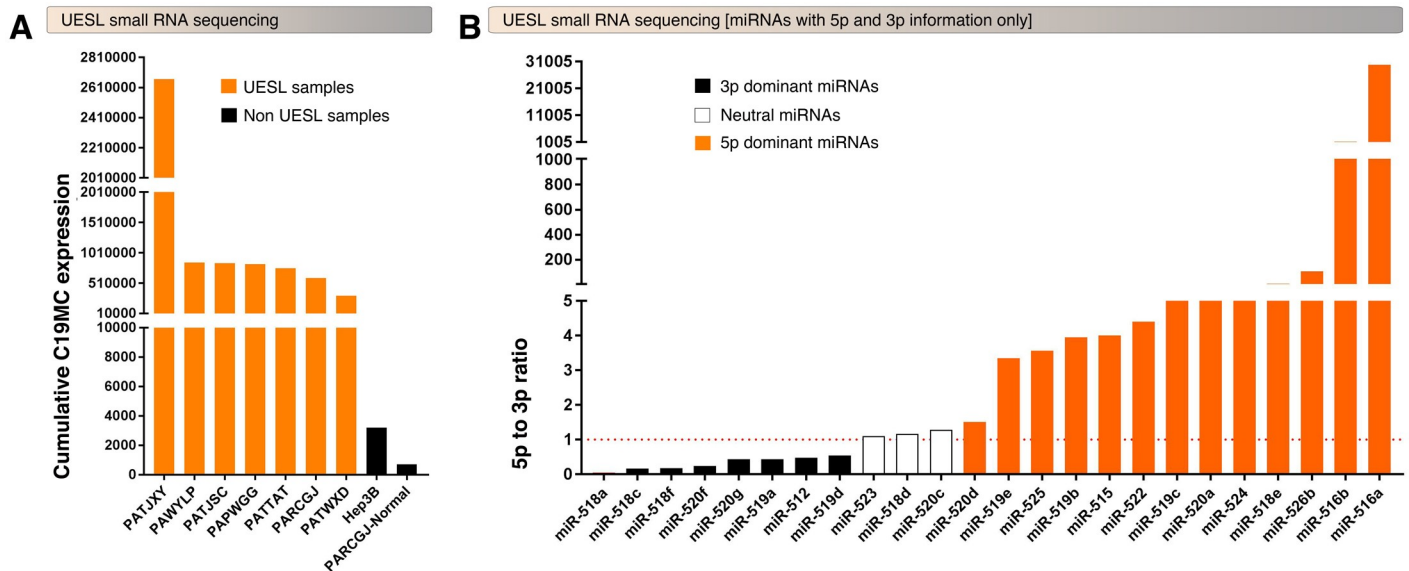 A
UESL small RNA sequencing
Cumulative C19MC expression
2810000
2610000
2410000
2210000
2010000
2010000
1510000
1010000
510000
10000
10000
8000
6000
4000
2000
0
UESL samples
Non UESL samples
PATJXY
PAWYLP
PATJSC
PAPWGG
PATTAT
PARCGJ
PATWXD
Hep3B
PARCGJ-Normal
B
UESL small RNA sequencing [miRNAs with 5p and 3p information only]
5p to 3p ratio
31005
21005
11005
1005
1000
800
600
400
200
5
4
3
2
1
0
3p dominant miRNAs
Neutral miRNAs
5p dominant miRNAs
miR-518a
miR-518c
miR-518f
miR-520f
miR-520g
miR-519a
miR-512
miR-519d
miR-523
miR-518d
miR-520c
miR-520d
miR-519e
miR-525
miR-519b
miR-515
miR-522
miR-519c
miR-520a
miR-524
miR-518e
miR-526b
miR-516b
miR-516a